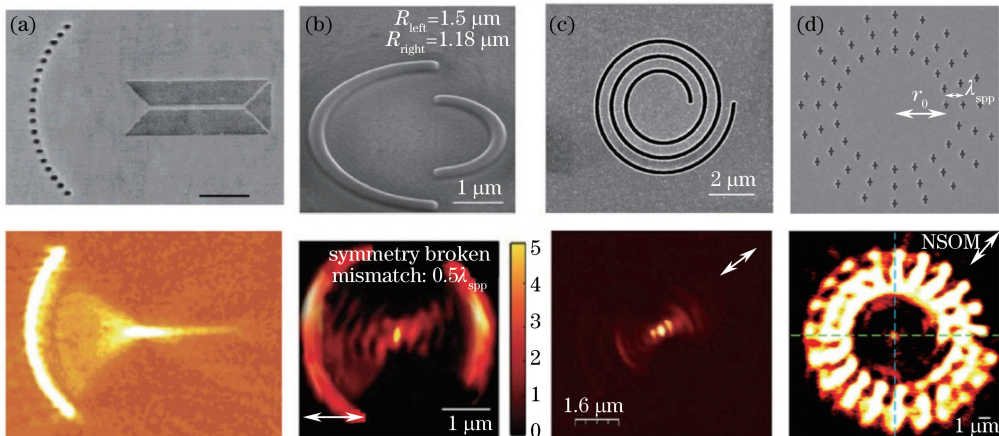 (a)
(b)
R_left=1.5 μm
R_right=1.18 μm
1 μm
(c)
2 μm
(d)
r_0
λ_spp
symmetry broken
mismatch: 0.5λ_spp
1 μm
5
4
3
2
1
0
1.6 μm
NSOM
1 μm